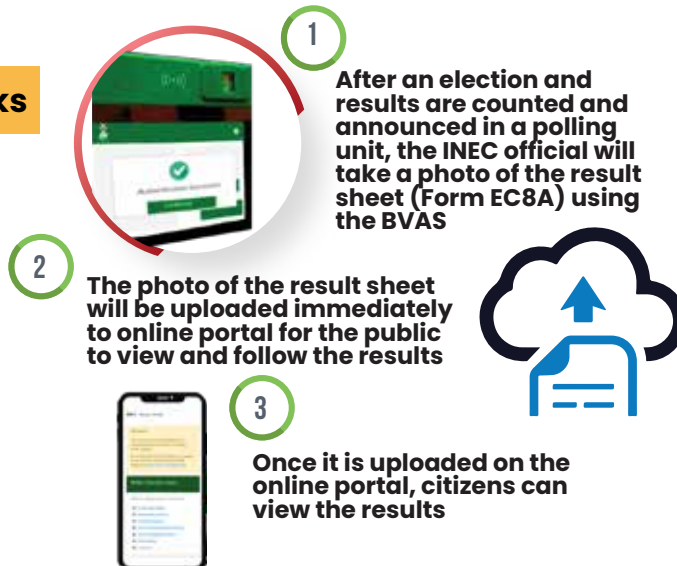 ks
1
After an election and
results are counted and
announced in a polling
unit, the INEC official will
take a photo of the result
sheet (Form EC8A) using
the BVAS
2
The photo of the result sheet
will be uploaded immediately
to online portal for the public
to view and follow the results
3
Once it is uploaded on the
online portal, citizens can
view the results